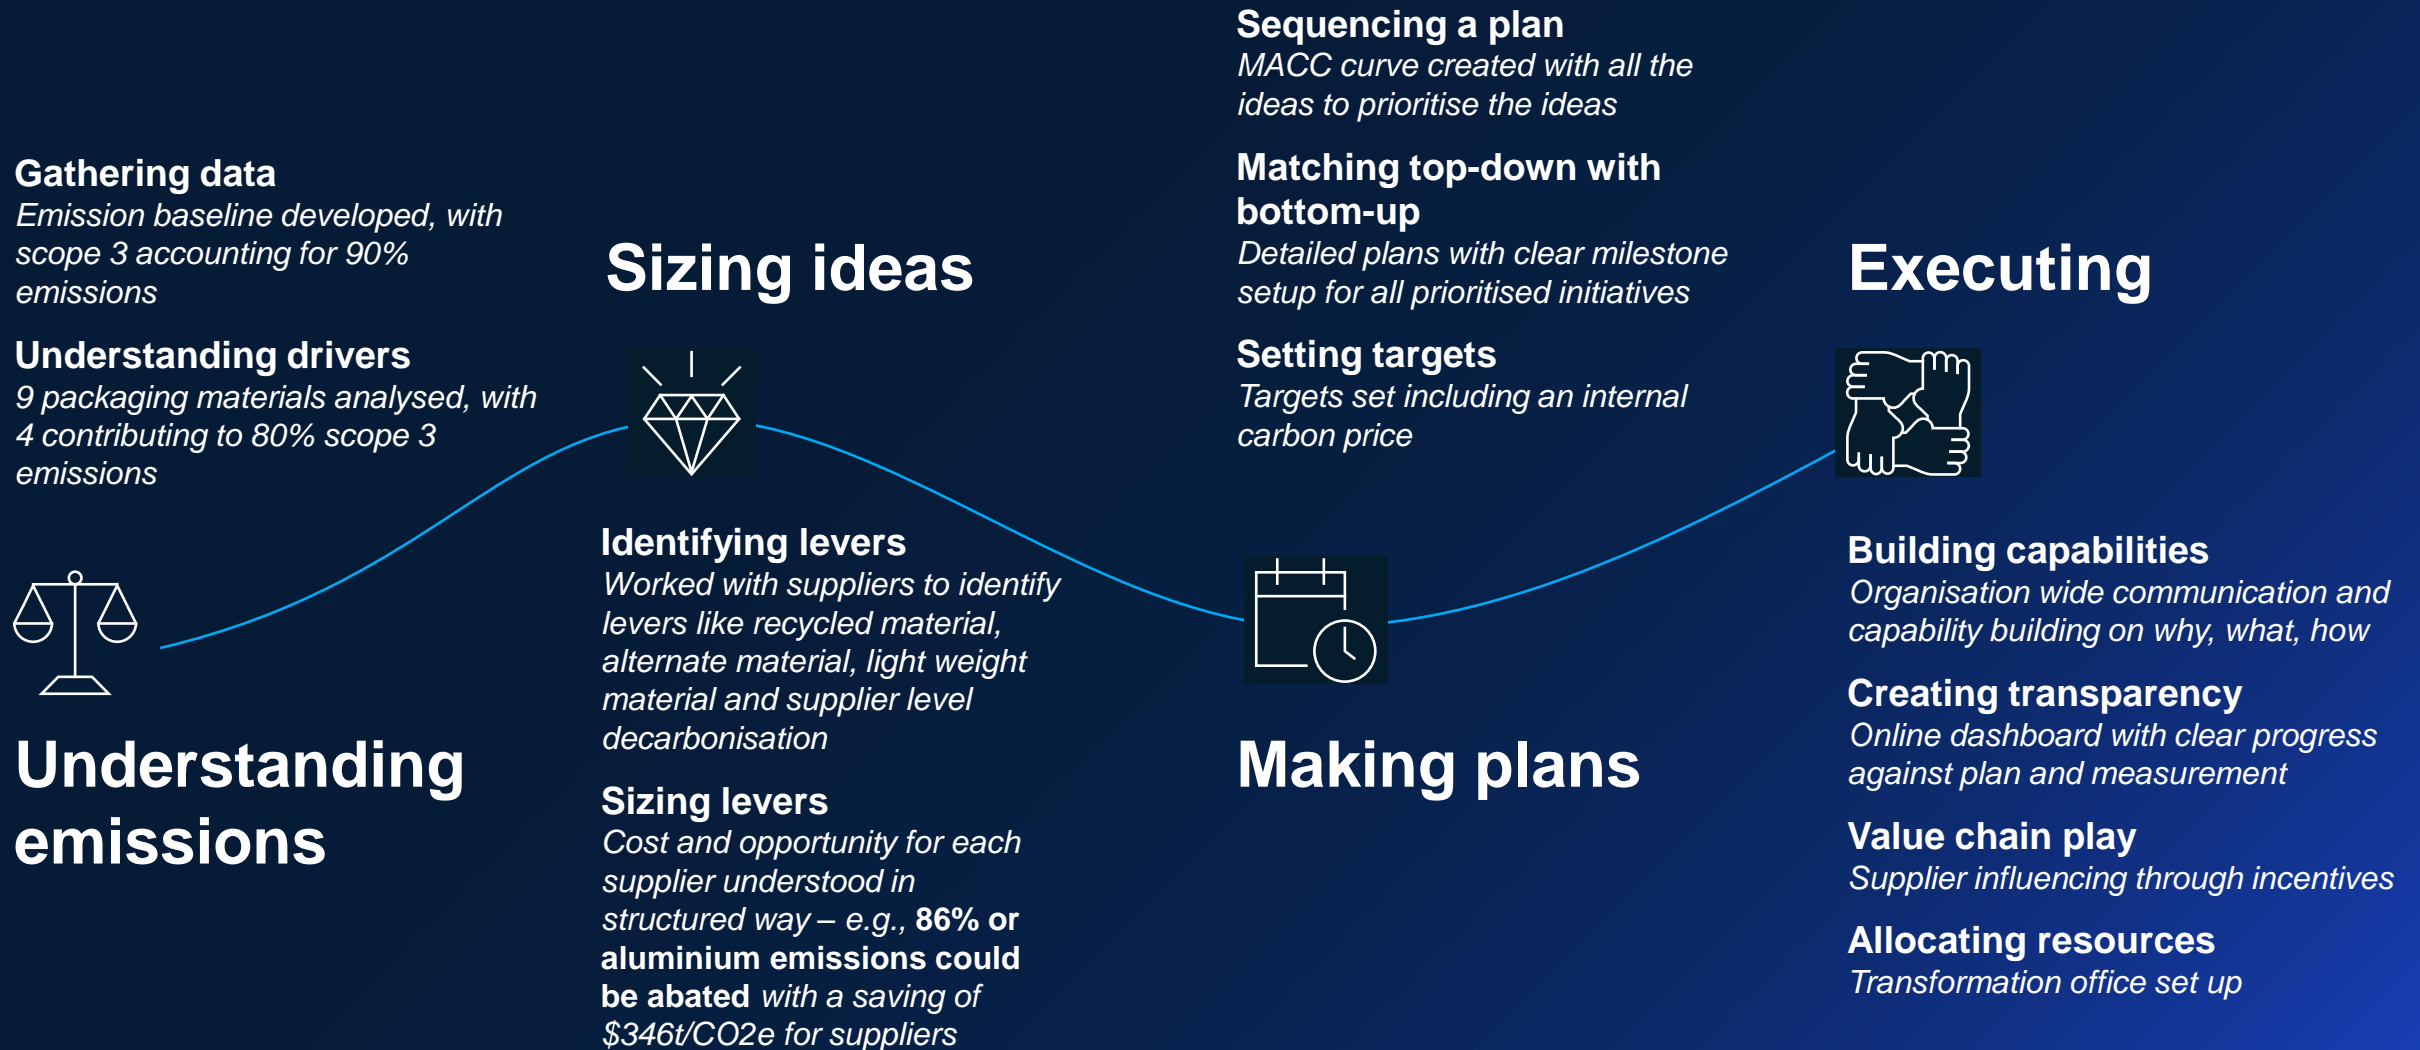 Gathering data
Emission baseline developed, with
scope 3 accounting for 90%
emissions
Understanding drivers
9 packaging materials analysed, with
4 contributing to 80% scope 3
emissions
Understanding
emissions
Sizing ideas
Identifying levers
Worked with suppliers to identify
levers like recycled material,
alternate material, light weight
material and supplier level
decarbonisation
Sizing levers
Cost and opportunity for each
supplier understood in
structured way – e.g., 86% or
aluminium emissions could
be abated with a saving of
$346t/CO2e for suppliers
Sequencing a plan
MACC curve created with all the
ideas to prioritise the ideas
Matching top-down with
bottom-up
Detailed plans with clear milestone
setup for all prioritised initiatives
Setting targets
Targets set including an internal
carbon price
Making plans
Executing
Building capabilities
Organisation wide communication and
capability building on why, what, how
Creating transparency
Online dashboard with clear progress
against plan and measurement
Value chain play
Supplier influencing through incentives
Allocating resources
Transformation office set up